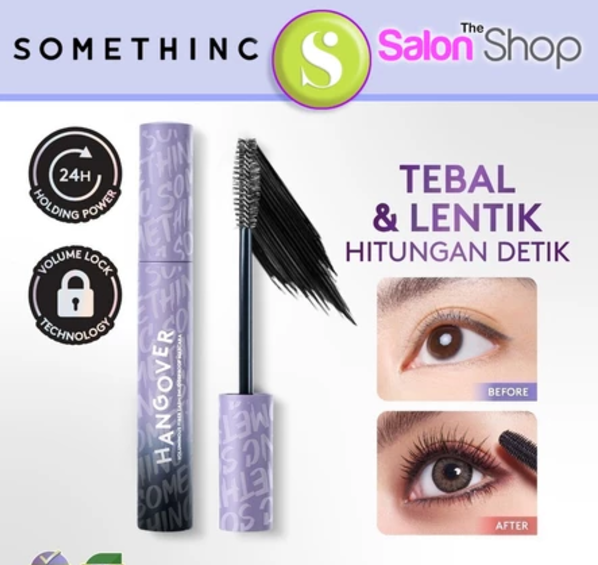 SOMETHINC
S
The
Salon Shop
24H
HOLDING POWER
VOLUME LOCK
TECHNOLOGY
HANGOVER
TEBAL
& LENTIK
HITUNGAN DETIK
BEFORE
AFTER